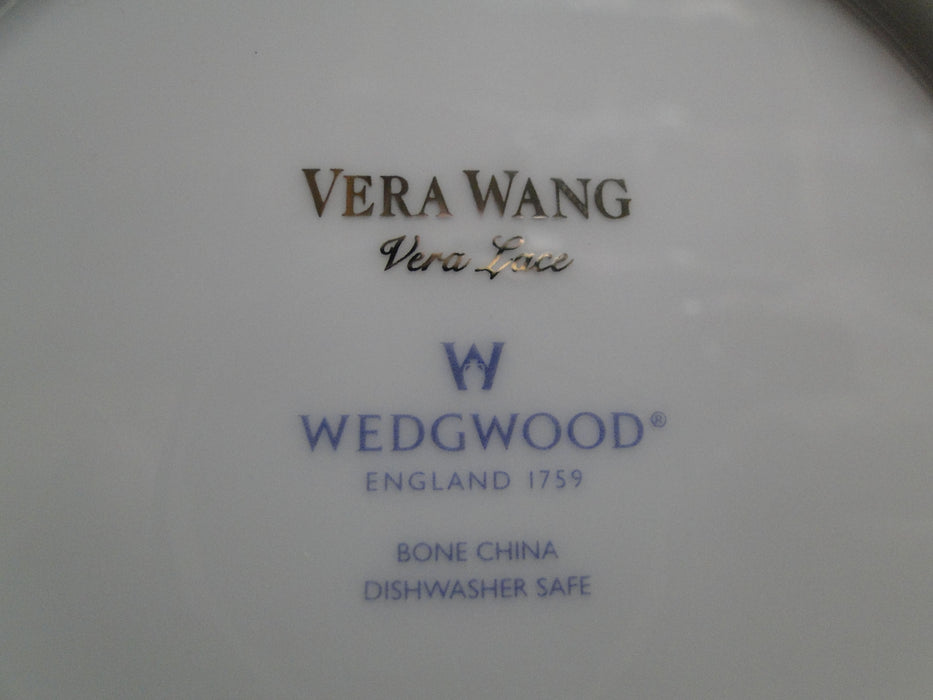 VERA WANG
Vera Lace
W
WEDGWOOD®
ENGLAND 1759
BONE CHINA
DISHWASHER SAFE